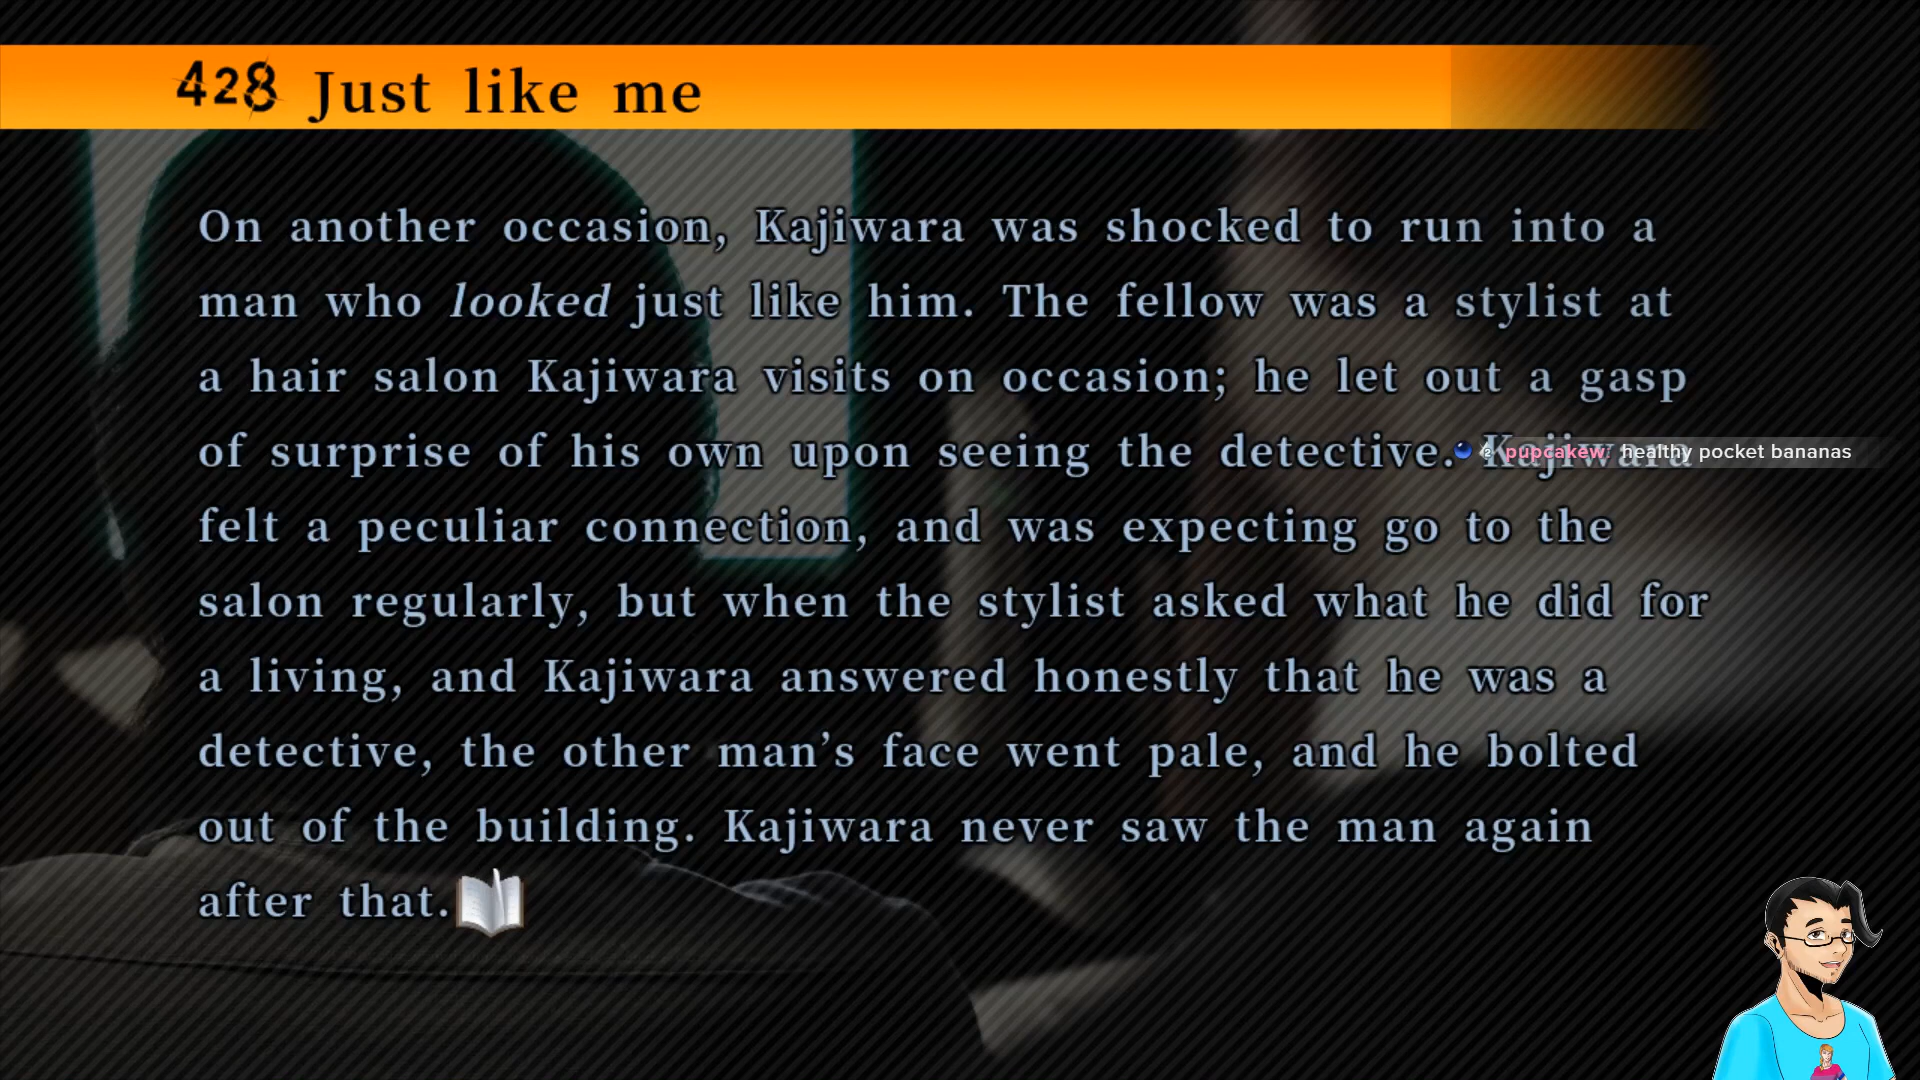 428 Just like me
On another occasion, Kajiwara was shocked to run into a
man who looked just like him. The fellow was a stylist at
a hair salon Kajiwara visits on occasion; he let out a gasp
of surprise of his own upon seeing the detective. Kajiwara
pupcakew: healthy pocket bananas
felt a peculiar connection, and was expecting go to the
salon regularly, but when the stylist asked what he did for
a living, and Kajiwara answered honestly that he was a
detective, the other man’s face went pale, and he bolted
out of the building. Kajiwara never saw the man again
after that.